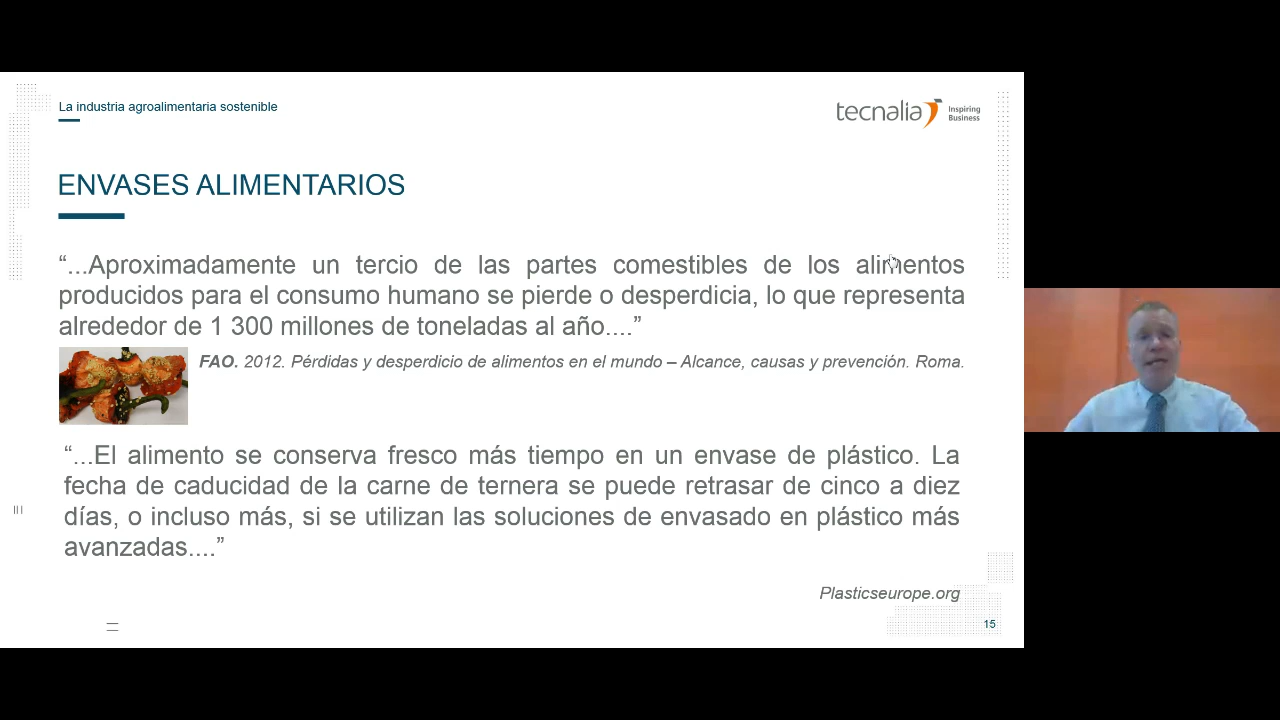 La industria agroalimentaria sostenible
tecnalia Inspiring
Business
ENVASES ALIMENTARIOS
“...Aproximadamente un tercio de las partes comestibles de los alimentos
producidos para el consumo humano se pierde o desperdicia, lo que representa
alrededor de 1 300 millones de toneladas al año....”
FAO. 2012. Pérdidas y desperdicio de alimentos en el mundo – Alcance, causas y prevención. Roma.
“...El alimento se conserva fresco más tiempo en un envase de plástico. La
fecha de caducidad de la carne de ternera se puede retrasar de cinco a diez
días, o incluso más, si se utilizan las soluciones de envasado en plástico más
avanzadas....”
Plasticseurope.org
15